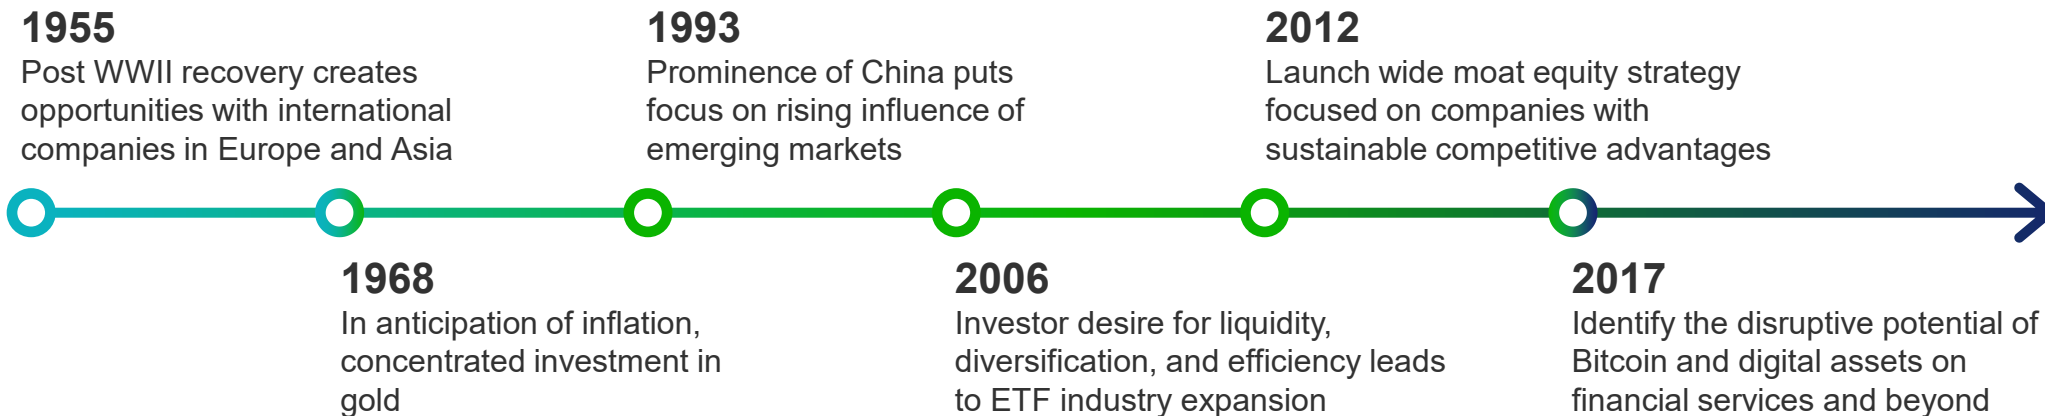 1955
Post WWII recovery creates
opportunities with international
companies in Europe and Asia
1968
In anticipation of inflation,
concentrated investment in
gold
1993
Prominence of China puts
focus on rising influence of
emerging markets
2006
Investor desire for liquidity,
diversification, and efficiency leads
to ETF industry expansion
2012
Launch wide moat equity strategy
focused on companies with
sustainable competitive advantages
2017
Identify the disruptive potential of
Bitcoin and digital assets on
financial services and beyond